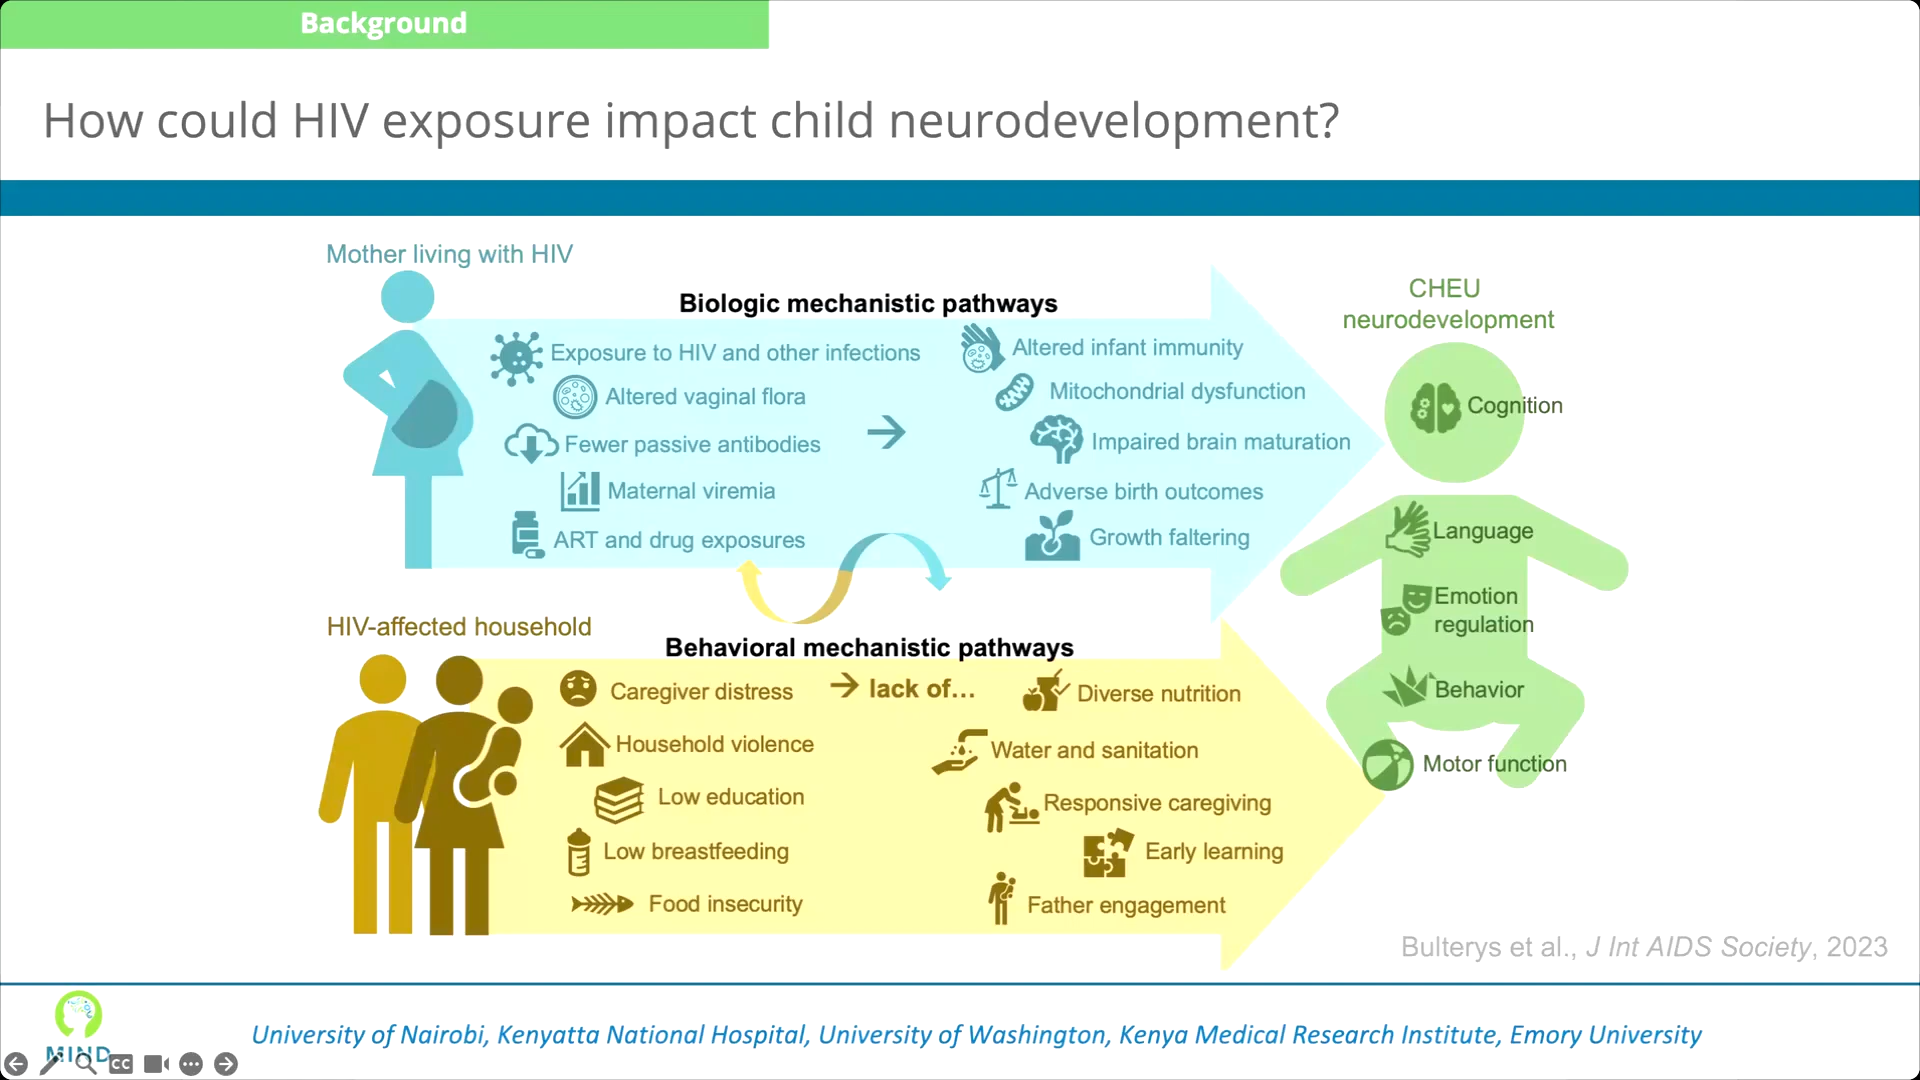 Background
How could HIV exposure impact child neurodevelopment?
Mother living with HIV
Biologic mechanistic pathways
Exposure to HIV and other infections
Altered vaginal flora
Fewer passive antibodies
Maternal viremia
ART and drug exposures
Altered infant immunity
Mitochondrial dysfunction
Impaired brain maturation
Adverse birth outcomes
Growth faltering
HIV-affected household
Behavioral mechanistic pathways
Caregiver distress
Household violence
Low education
Low breastfeeding
Food insecurity
→ lack of...
Diverse nutrition
Water and sanitation
Responsive caregiving
Early learning
Father engagement
CHEU
neurodevelopment
Cognition
Language
Emotion
regulation
Behavior
Motor function
Bulterys et al., J Int AIDS Society, 2023
University of Nairobi, Kenyatta National Hospital, University of Washington, Kenya Medical Research Institute, Emory University
MIND
CC